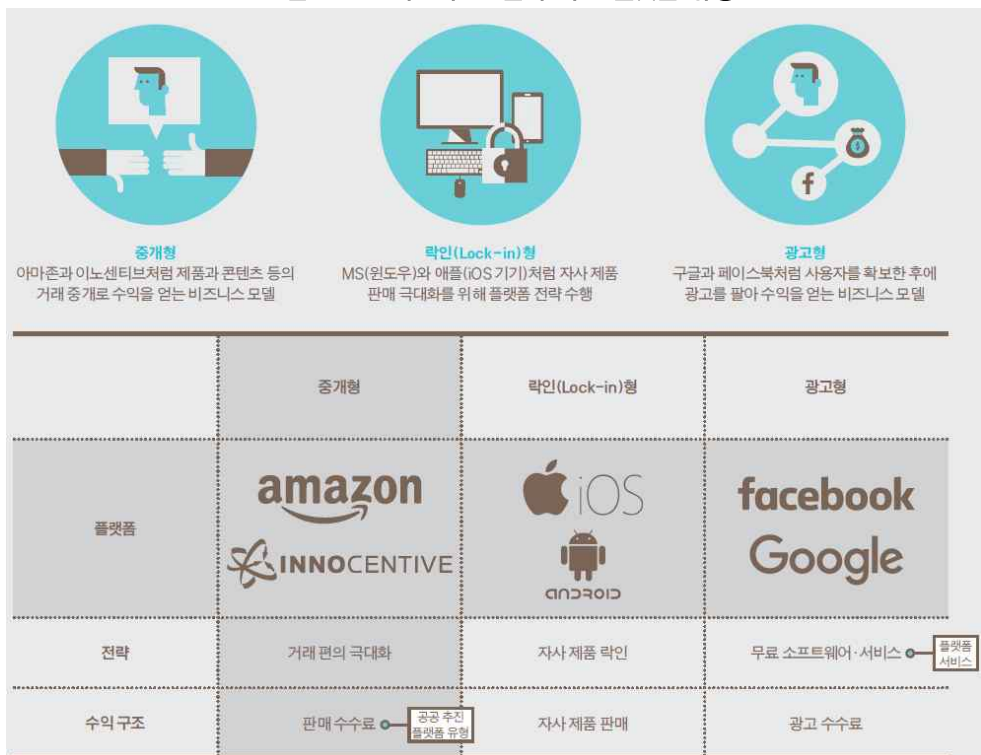 중개형
아마존과 이노센티브처럼 제품과 콘텐츠 등의
거래 중개로 수익을 얻는 비즈니스 모델
락인(Lock-in)형
MS(윈도우)와 애플(iOS 기기)처럼 자사 제품
판매 극대화를 위해 플랫폼 전략 수행
광고형
구글과 페이스북처럼 사용자를 확보한 후에
광고를 팔아 수익을 얻는 비즈니스 모델
중개형 락인(Lock-in)형 광고형
플랫폼
amazon
INNOCENTIVE
iOS
ANDROID
facebook
Google
전략 거래 편의 극대화 자사 제품 락인 무료 소프트웨어·서비스
플랫폼
서비스
수익 구조 판매 수수료
공공 추진
플랫폼 유형
자사 제품 판매 광고 수수료